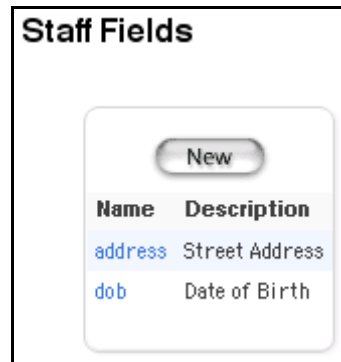 Staff Fields
New
Name Description
address Street Address
dob Date of Birth